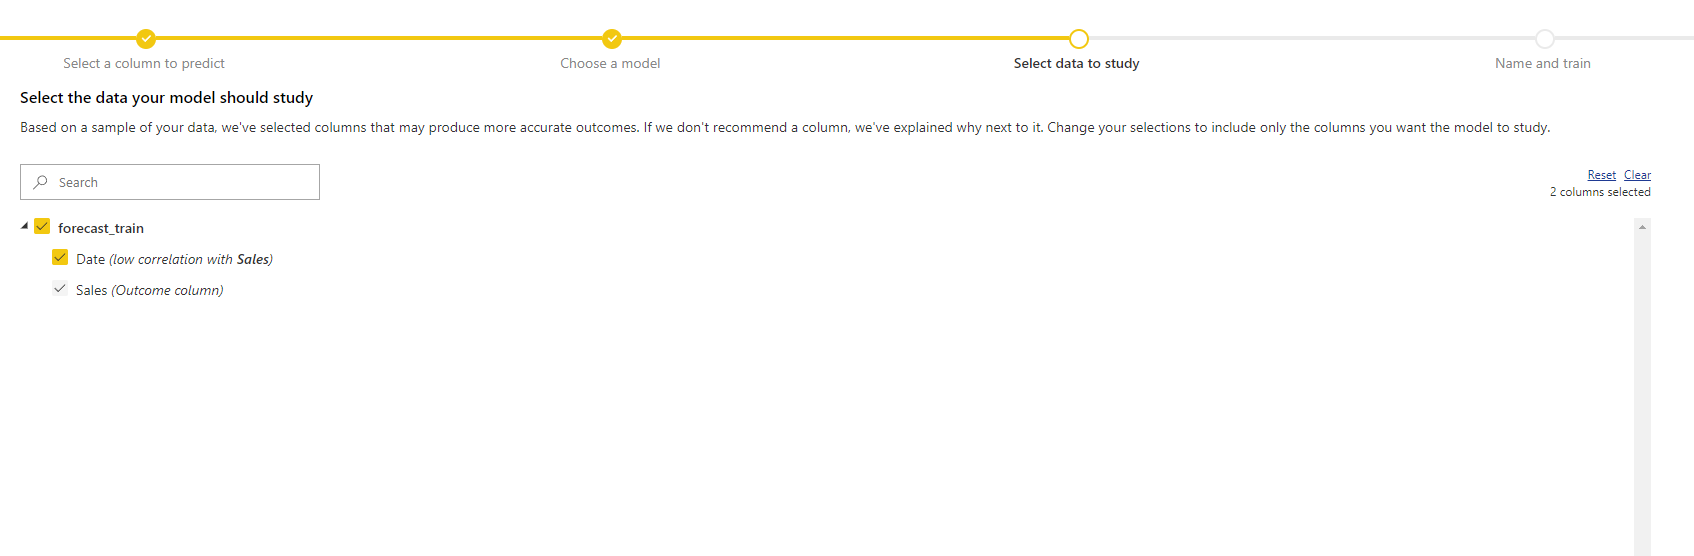 Select a column to predict
Choose a model
Select data to study
Name and train
Select the data your model should study
Based on a sample of your data, we've selected columns that may produce more accurate outcomes. If we don't recommend a column, we've explained why next to it. Change your selections to include only the columns you want the model to study.
Search
Reset Clear
2 columns selected
forecast_train
Date (low correlation with Sales)
Sales (Outcome column)